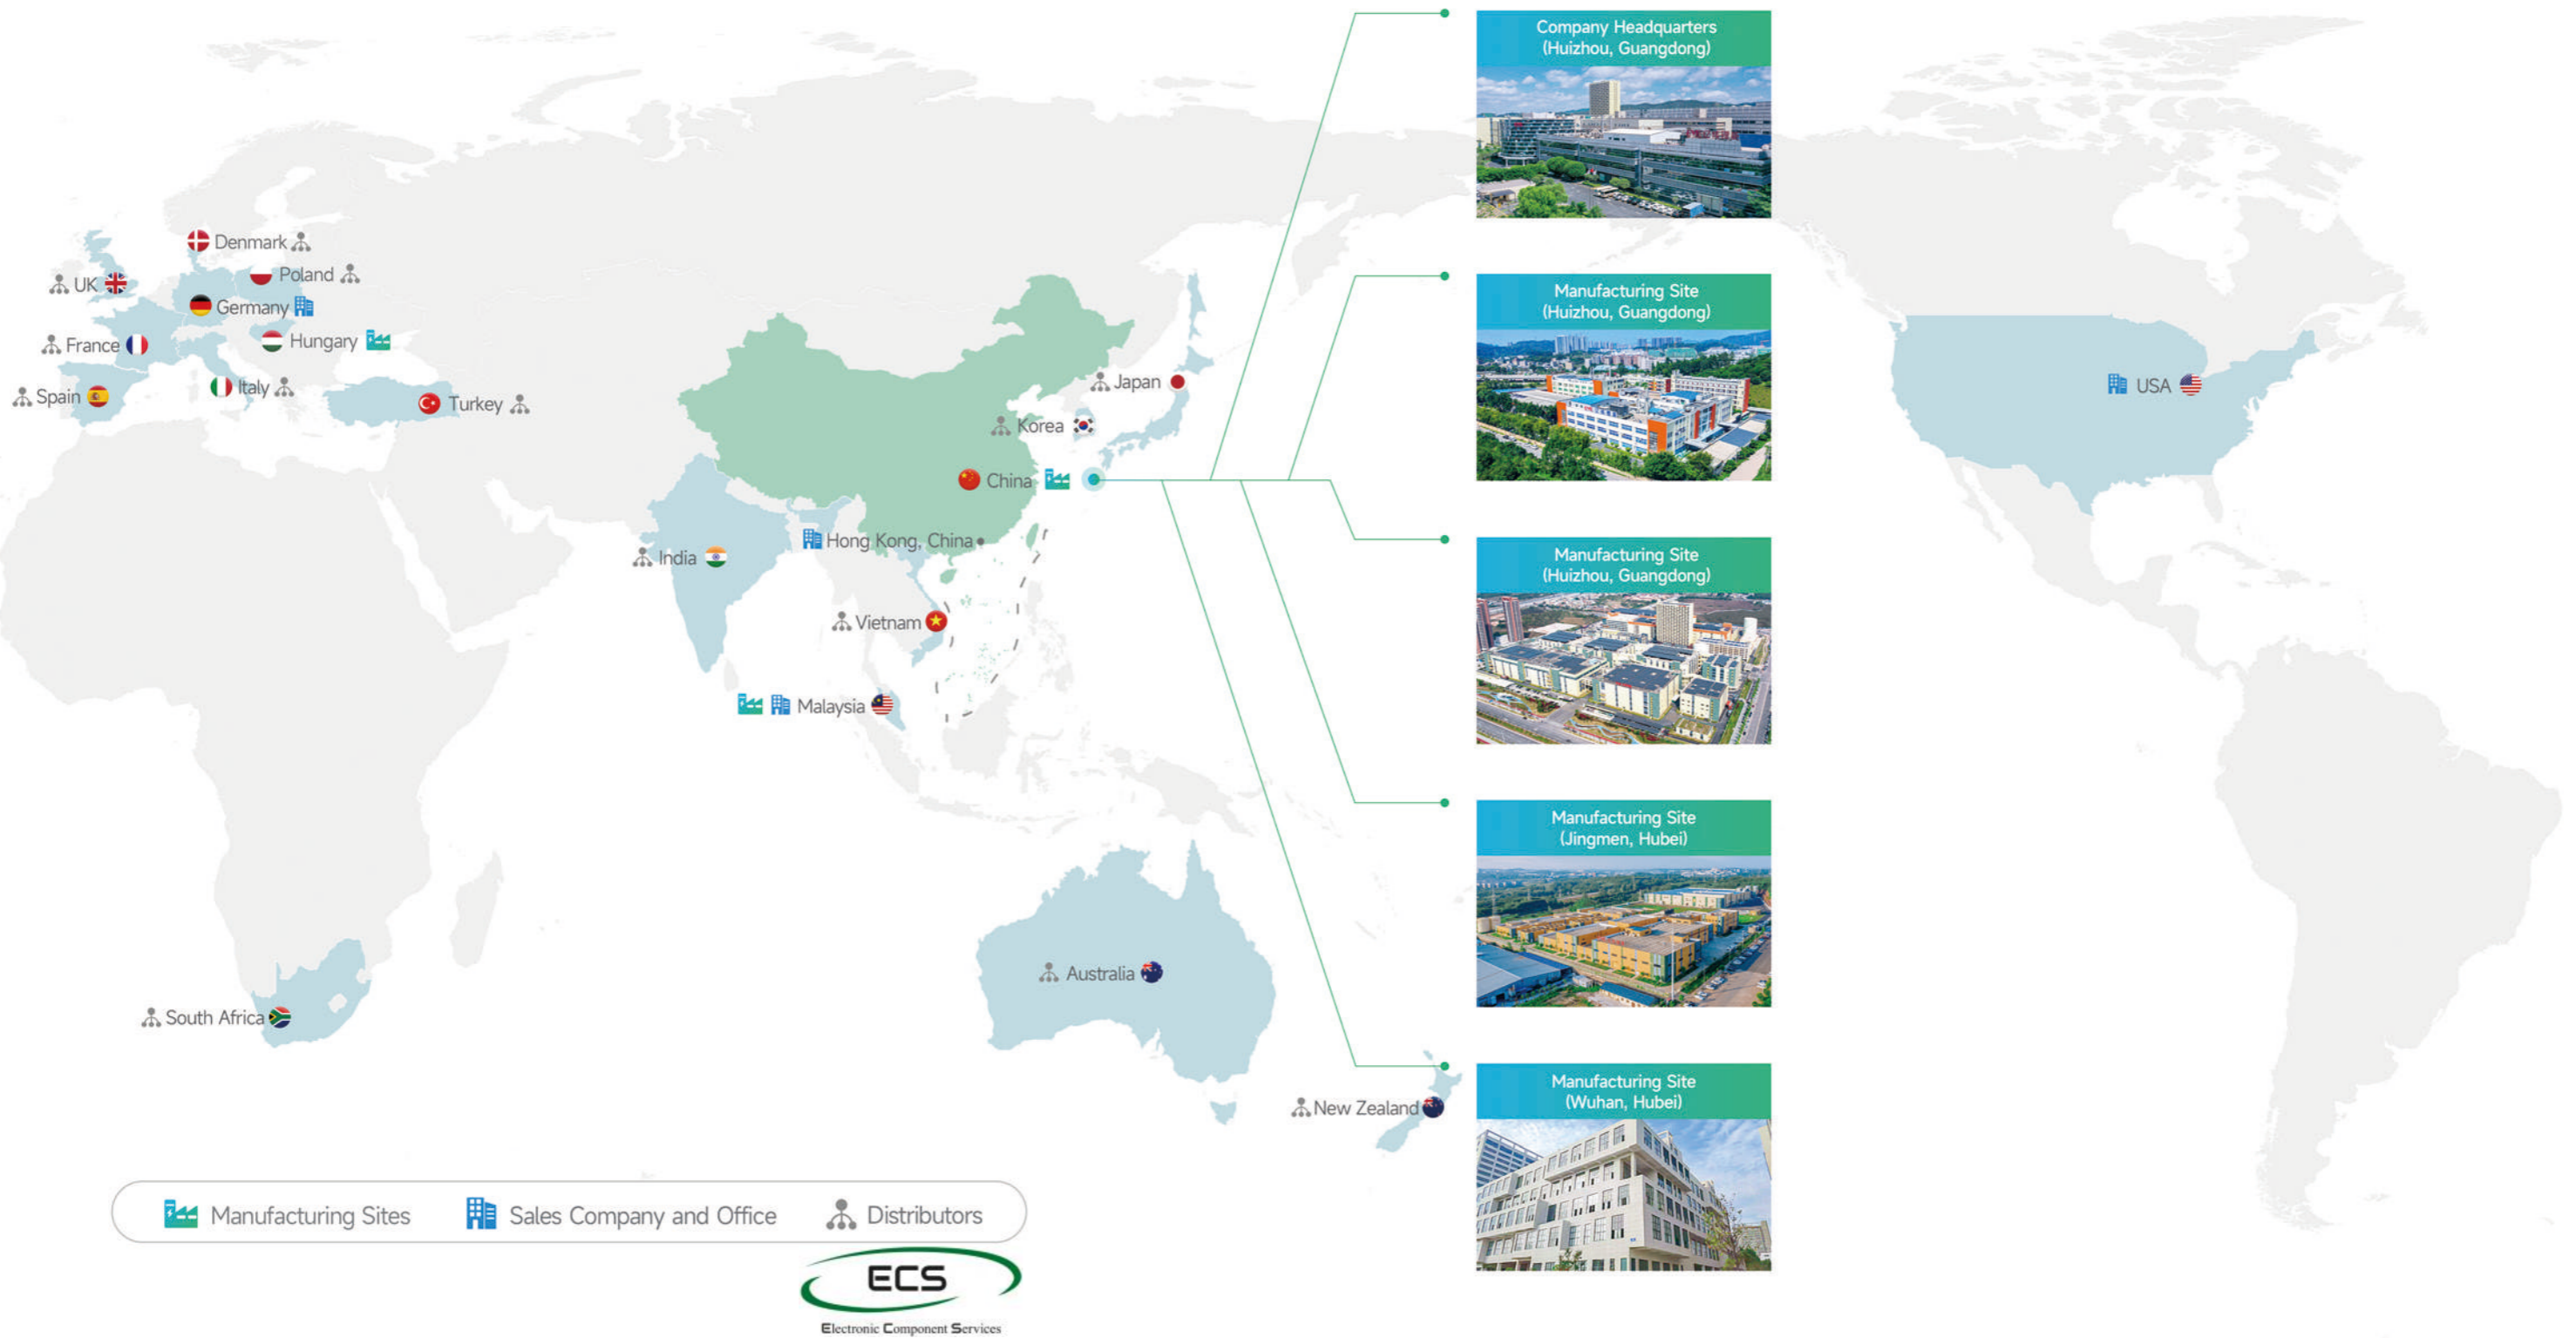 Company Headquarters
(Huizhou, Guangdong)
Manufacturing Site
(Huizhou, Guangdong)
Manufacturing Site
(Huizhou, Guangdong)
Manufacturing Site
(Jingmen, Hubei)
Manufacturing Site
(Wuhan, Hubei)
Denmark
Poland
UK
Germany
Hungary
France
Italy
Spain
Turkey
Japan
Korea
China
USA
Hong Kong, China
India
Vietnam
Malaysia
Australia
South Africa
New Zealand
Manufacturing Sites
Sales Company and Office
Distributors
ECS
Electronic Component Services